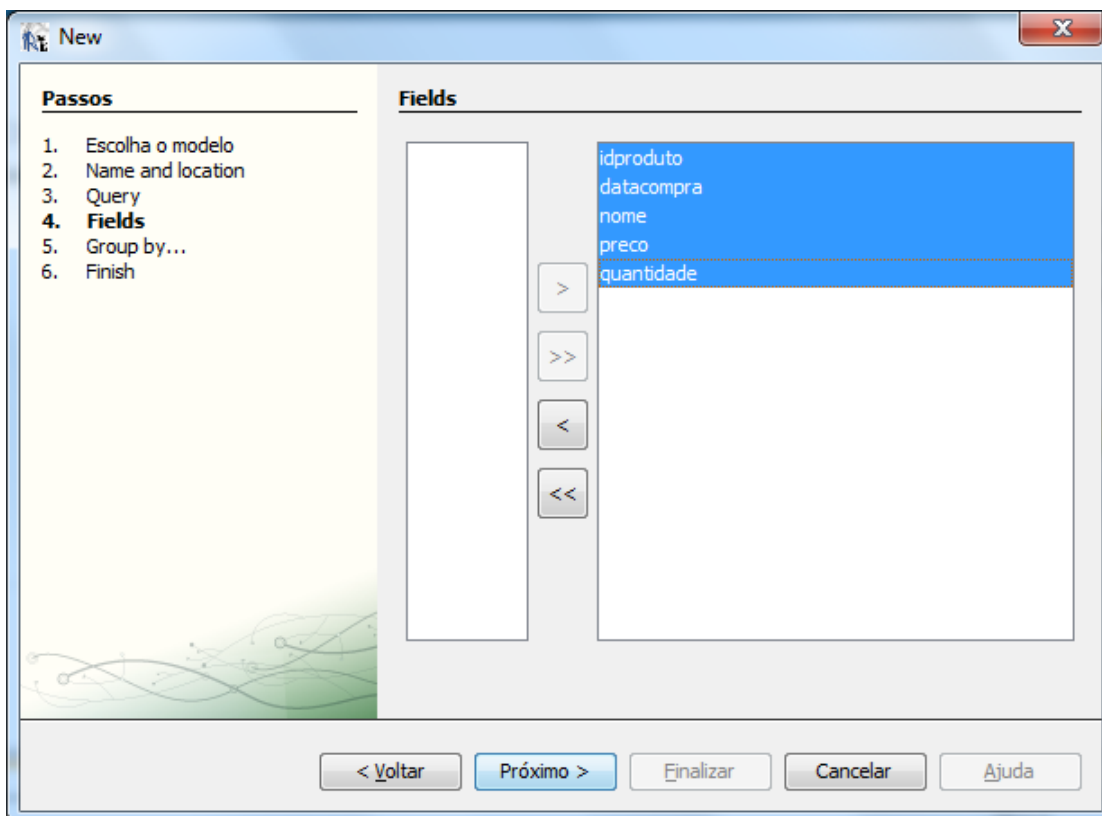 New
X
Passos
1. Escolha o modelo
2. Name and location
3. Query
4. Fields
5. Group by...
6. Finish
Fields
idproduto
datacompra
nome
preco
quantidade
>
>>
<
<<
< Voltar
Próximo >
Finalizar
Cancelar
Ajuda